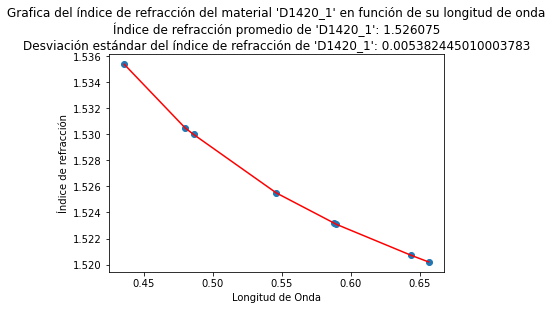 Grafica del índice de refracción del material 'D1420_1' en función de su longitud de onda
Índice de refracción promedio de 'D1420_1': 1.526075
Desviación estándar del índice de refracción de 'D1420_1': 0.005382445010003783
1.536
1.534
1.532
1.530
1.528
1.526
1.524
1.522
1.520
Índice de refracción
0.45
0.50
0.55
0.60
0.65
Longitud de Onda